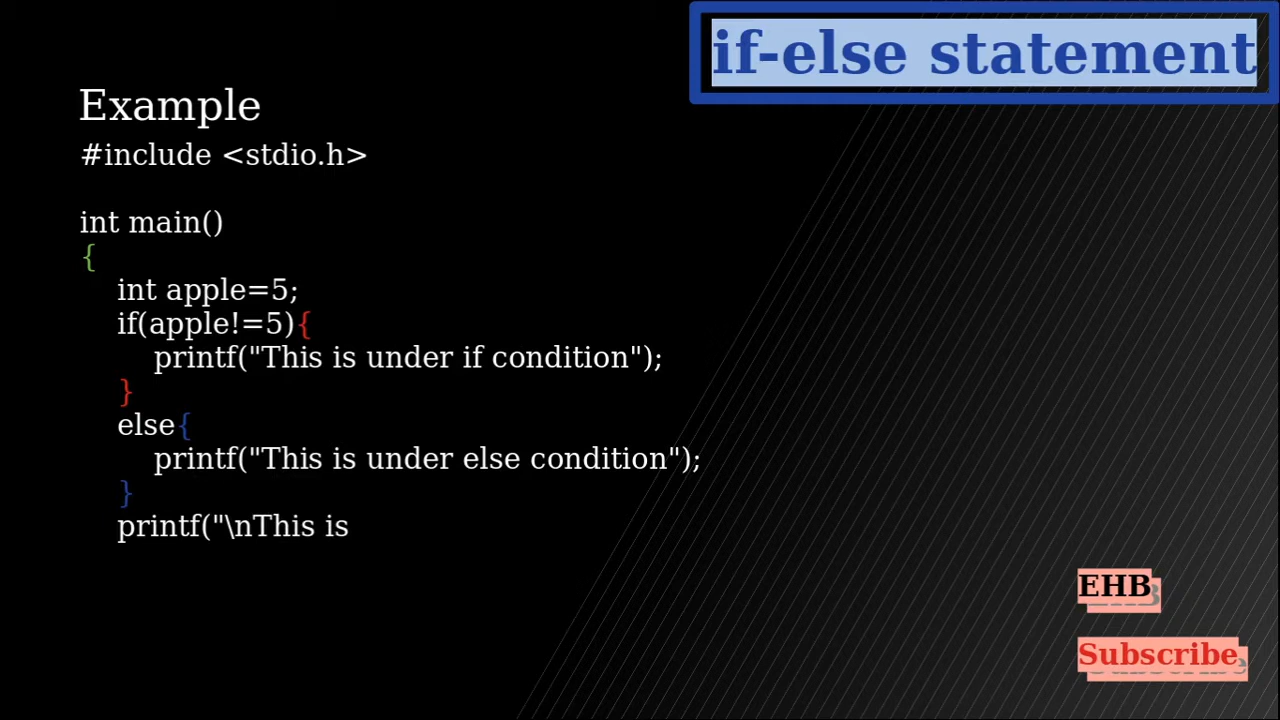 if-else statement
Example
#include <stdio.h>
int main()
{
int apple=5;
if(apple!=5){
printf("This is under if condition");
}
else{
printf("This is under else condition");
}
printf("\nThis is
EHB
Subscribe